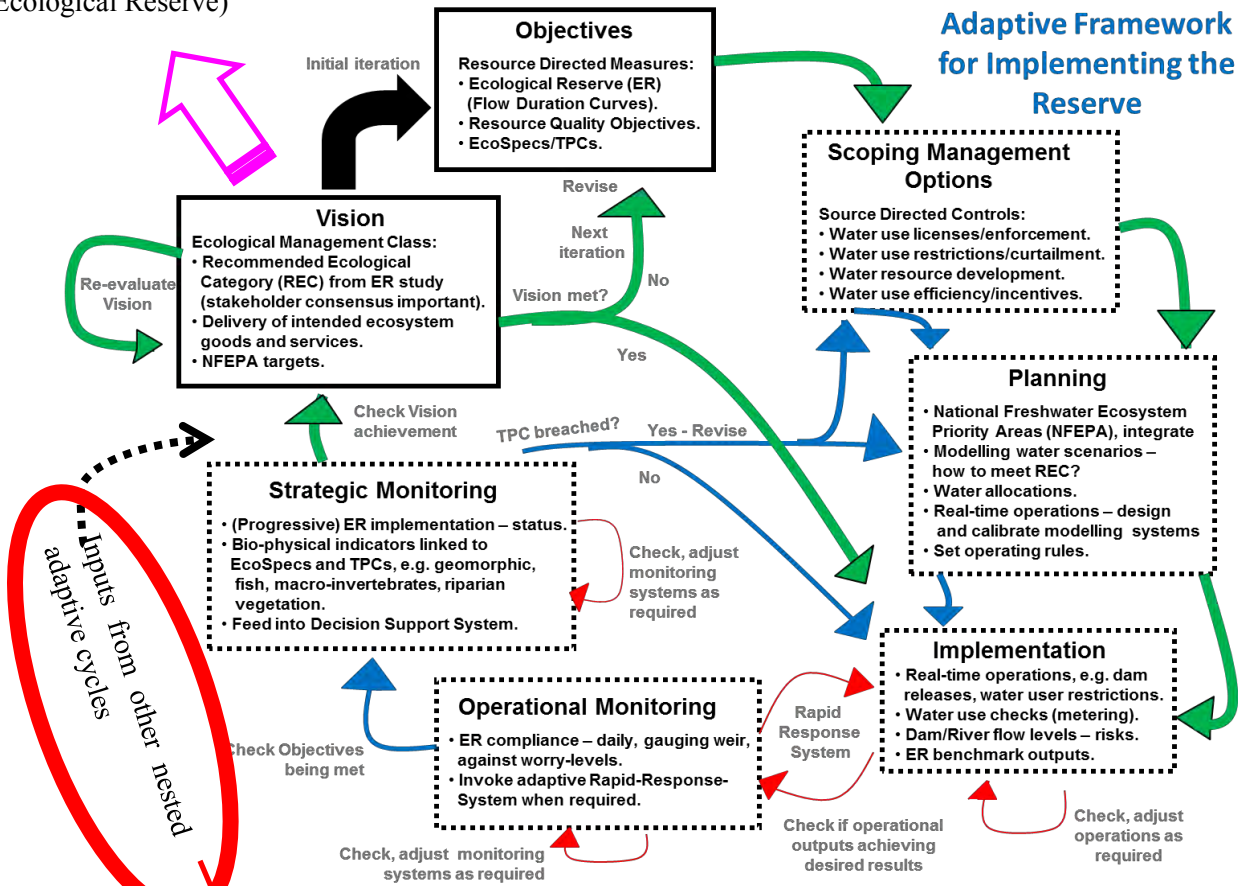 Ecological Reserve)
Adaptive Framework
for Implementing the
Reserve
Initial iteration
Objectives
Resource Directed Measures:
• Ecological Reserve (ER)
(Flow Duration Curves).
• Resource Quality Objectives.
• EcoSpecs/TPCs.
Scoping Management
Options
Source Directed Controls:
• Water use licenses/enforcement.
• Water use restrictions/curtailment.
• Water resource development.
• Water use efficiency/incentives.
Revise
Next
iteration
No
Vision met?
Yes
Vision
Ecological Management Class:
• Recommended Ecological
Category (REC) from ER study
(stakeholder consensus important).
• Delivery of intended ecosystem
goods and services.
• NFEPA targets.
Re-evaluate
Vision
Check Vision
achievement
TPC breached?
Yes - Revise
No
Planning
• National Freshwater Ecosystem
Priority Areas (NFEPA), integrate
• Modelling water scenarios –
how to meet REC?
• Water allocations.
• Real-time operations – design
and calibrate modelling systems
• Set operating rules.
Strategic Monitoring
• (Progressive) ER implementation – status.
• Bio-physical indicators linked to
EcoSpecs and TPCs, e.g. geomorphic,
fish, macro-invertebrates, riparian
vegetation.
• Feed into Decision Support System.
Check, adjust
monitoring
systems as
required
Inputs from other nested
adaptive cycles
Implementation
• Real-time operations, e.g. dam
releases, water user restrictions.
• Water use checks (metering).
• Dam/River flow levels – risks.
• ER benchmark outputs.
Operational Monitoring
• ER compliance – daily, gauging weir,
against worry-levels.
• Invoke adaptive Rapid-Response-
System when required.
Rapid
Response
System
Check Objectives
being met
Check, adjust monitoring
systems as required
Check if operational
outputs achieving
desired results
Check, adjust
operations as
required